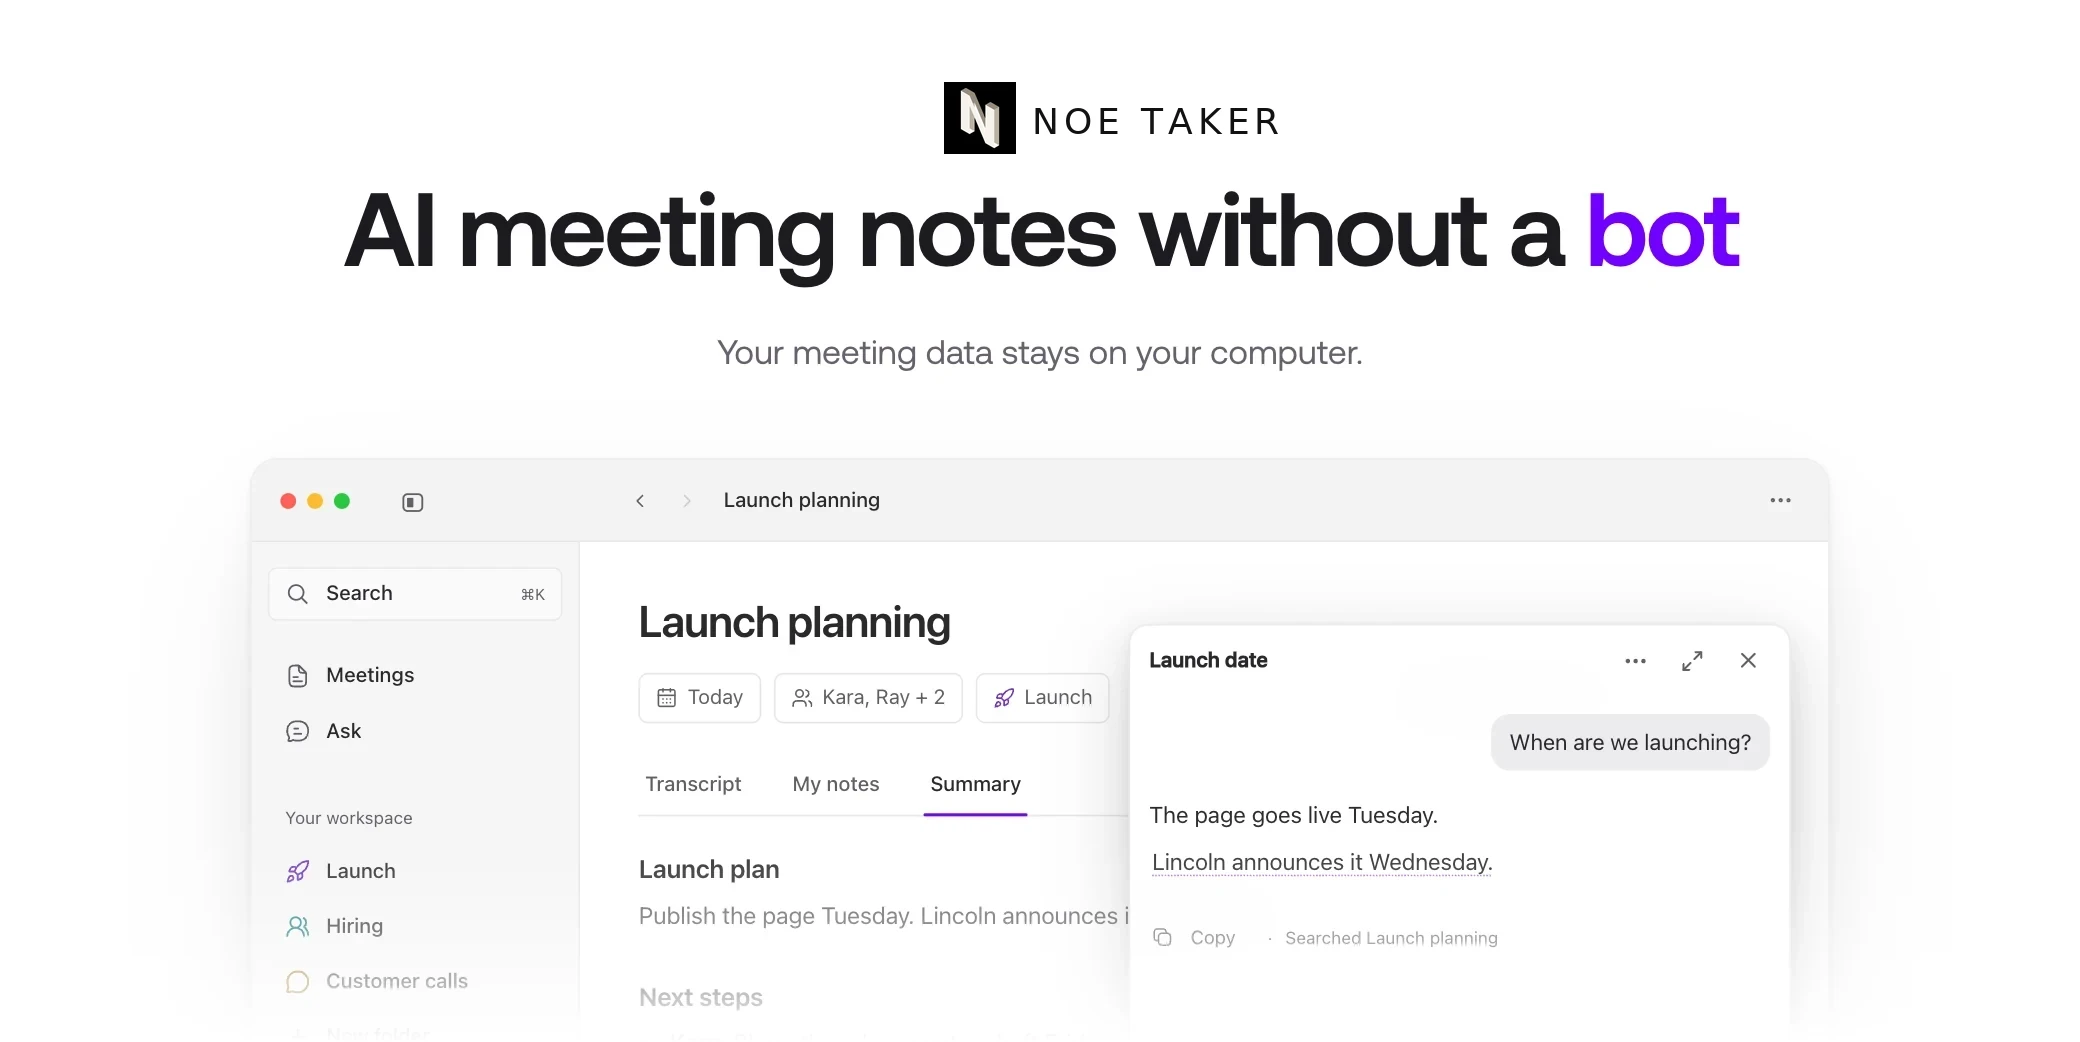 NOE TAKER
AI meeting notes without a bot
Your meeting data stays on your computer.
Launch planning
Search ⌘K
Meetings
Ask
Your workspace
Launch
Hiring
Customer calls
New folder
Launch planning
Today
Kara, Ray + 2
Launch
Transcript
My notes
Summary
Launch plan
Publish the page Tuesday. Lincoln announces i
Next steps
Launch date
When are we launching?
The page goes live Tuesday.
Lincoln announces it Wednesday.
Copy · Searched Launch planning